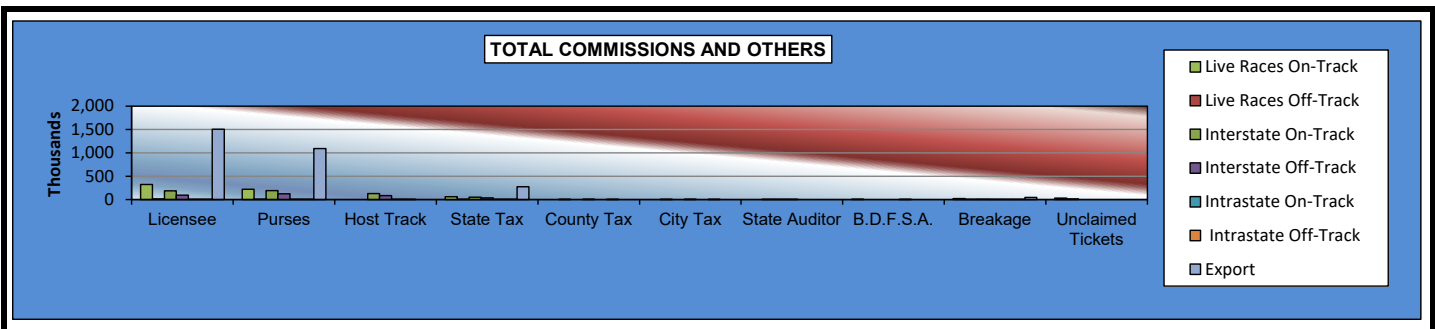 TOTAL COMMISSIONS AND OTHERS
Thousands
2,000
1,500
1,000
500
0
Licensee
Purses
Host Track
State Tax
County Tax
City Tax
State Auditor
B.D.F.S.A.
Breakage
Unclaimed
Tickets
Live Races On-Track
Live Races Off-Track
Interstate On-Track
Interstate Off-Track
Intrastate On-Track
Intrastate Off-Track
Export